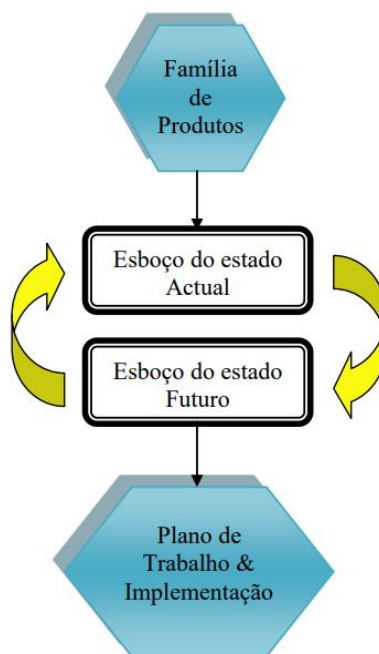 Família
de
Produtos
Esboço do estado
Actual
Esboço do estado
Futuro
Plano de
Trabalho &
Implementação